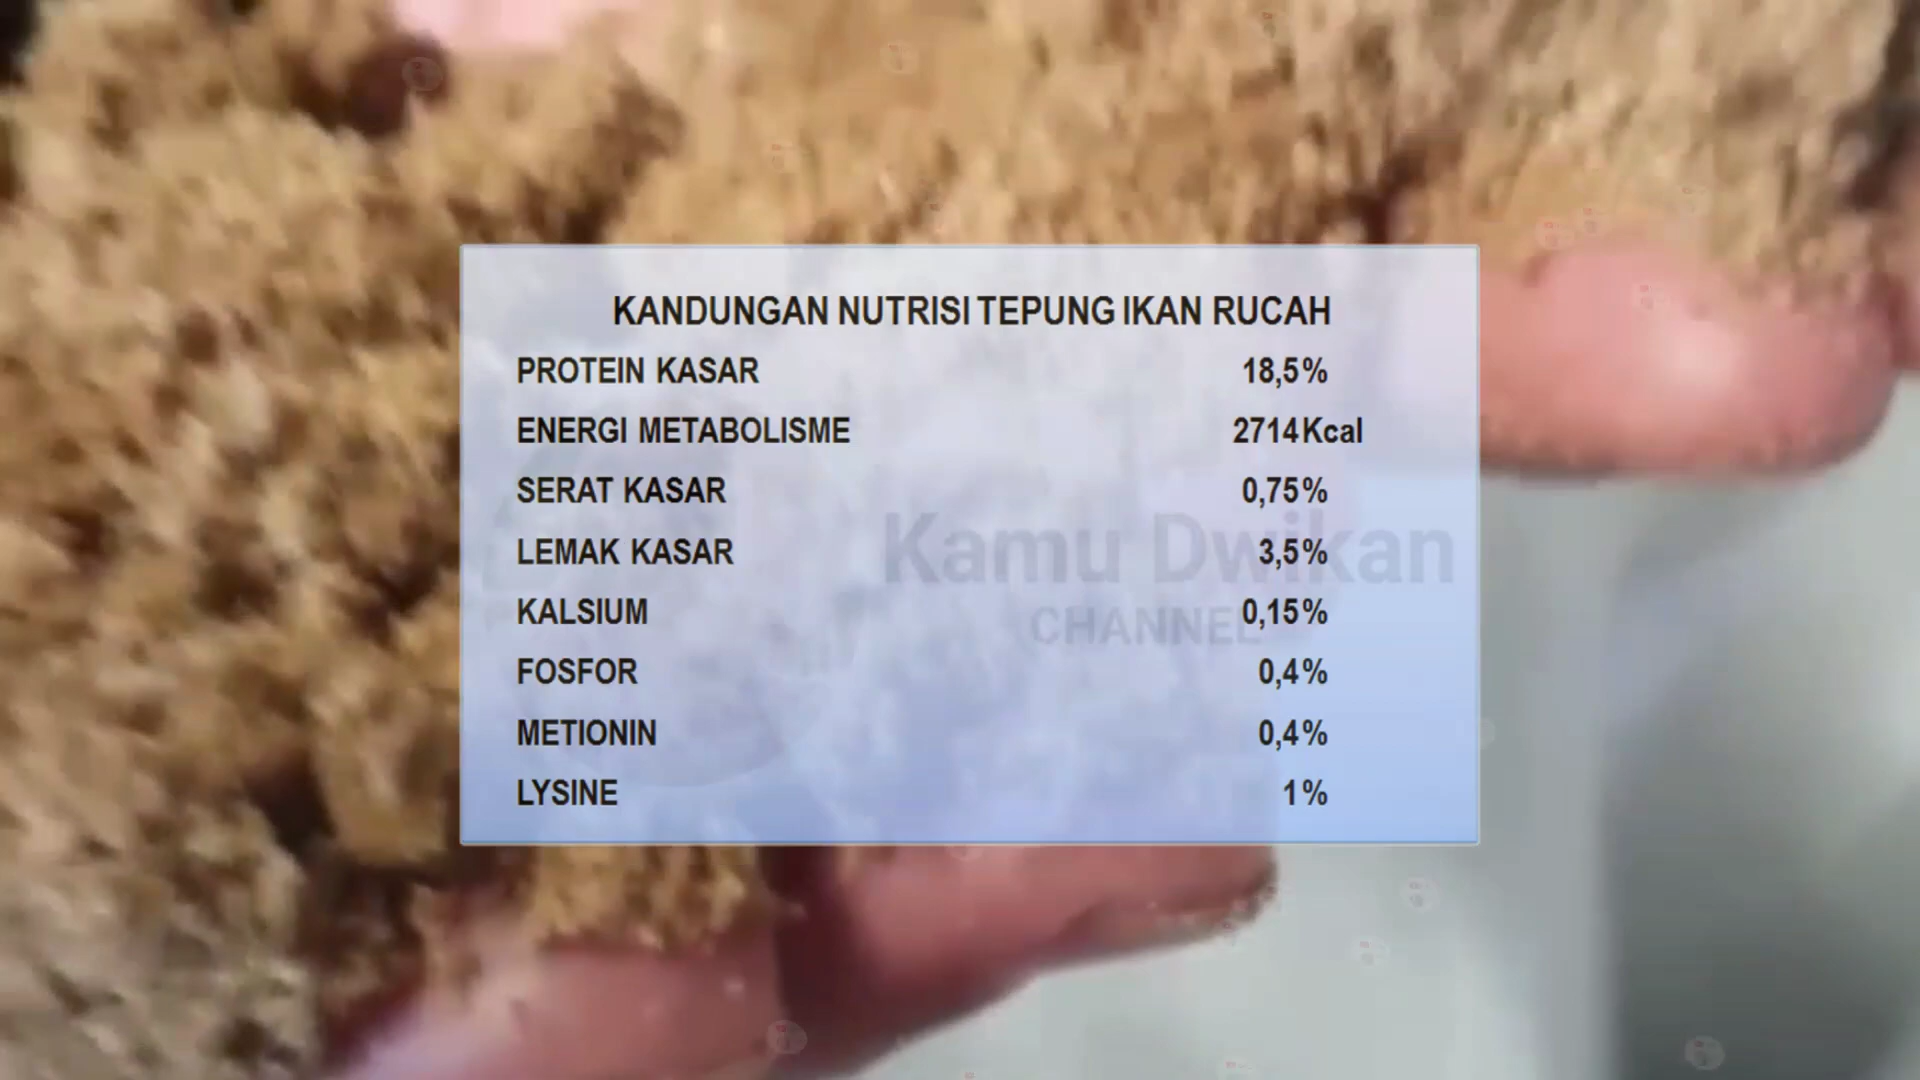 KANDUNGAN NUTRISI TEPUNG IKAN RUCAH
PROTEIN KASAR 18,5%
ENERGI METABOLISME 2714Kcal
SERAT KASAR 0,75%
LEMAK KASAR 3,5%
KALSIUM 0,15%
FOSFOR 0,4%
METIONIN 0,4%
LYSINE 1%
Kamu Dwikan
CHANNEL